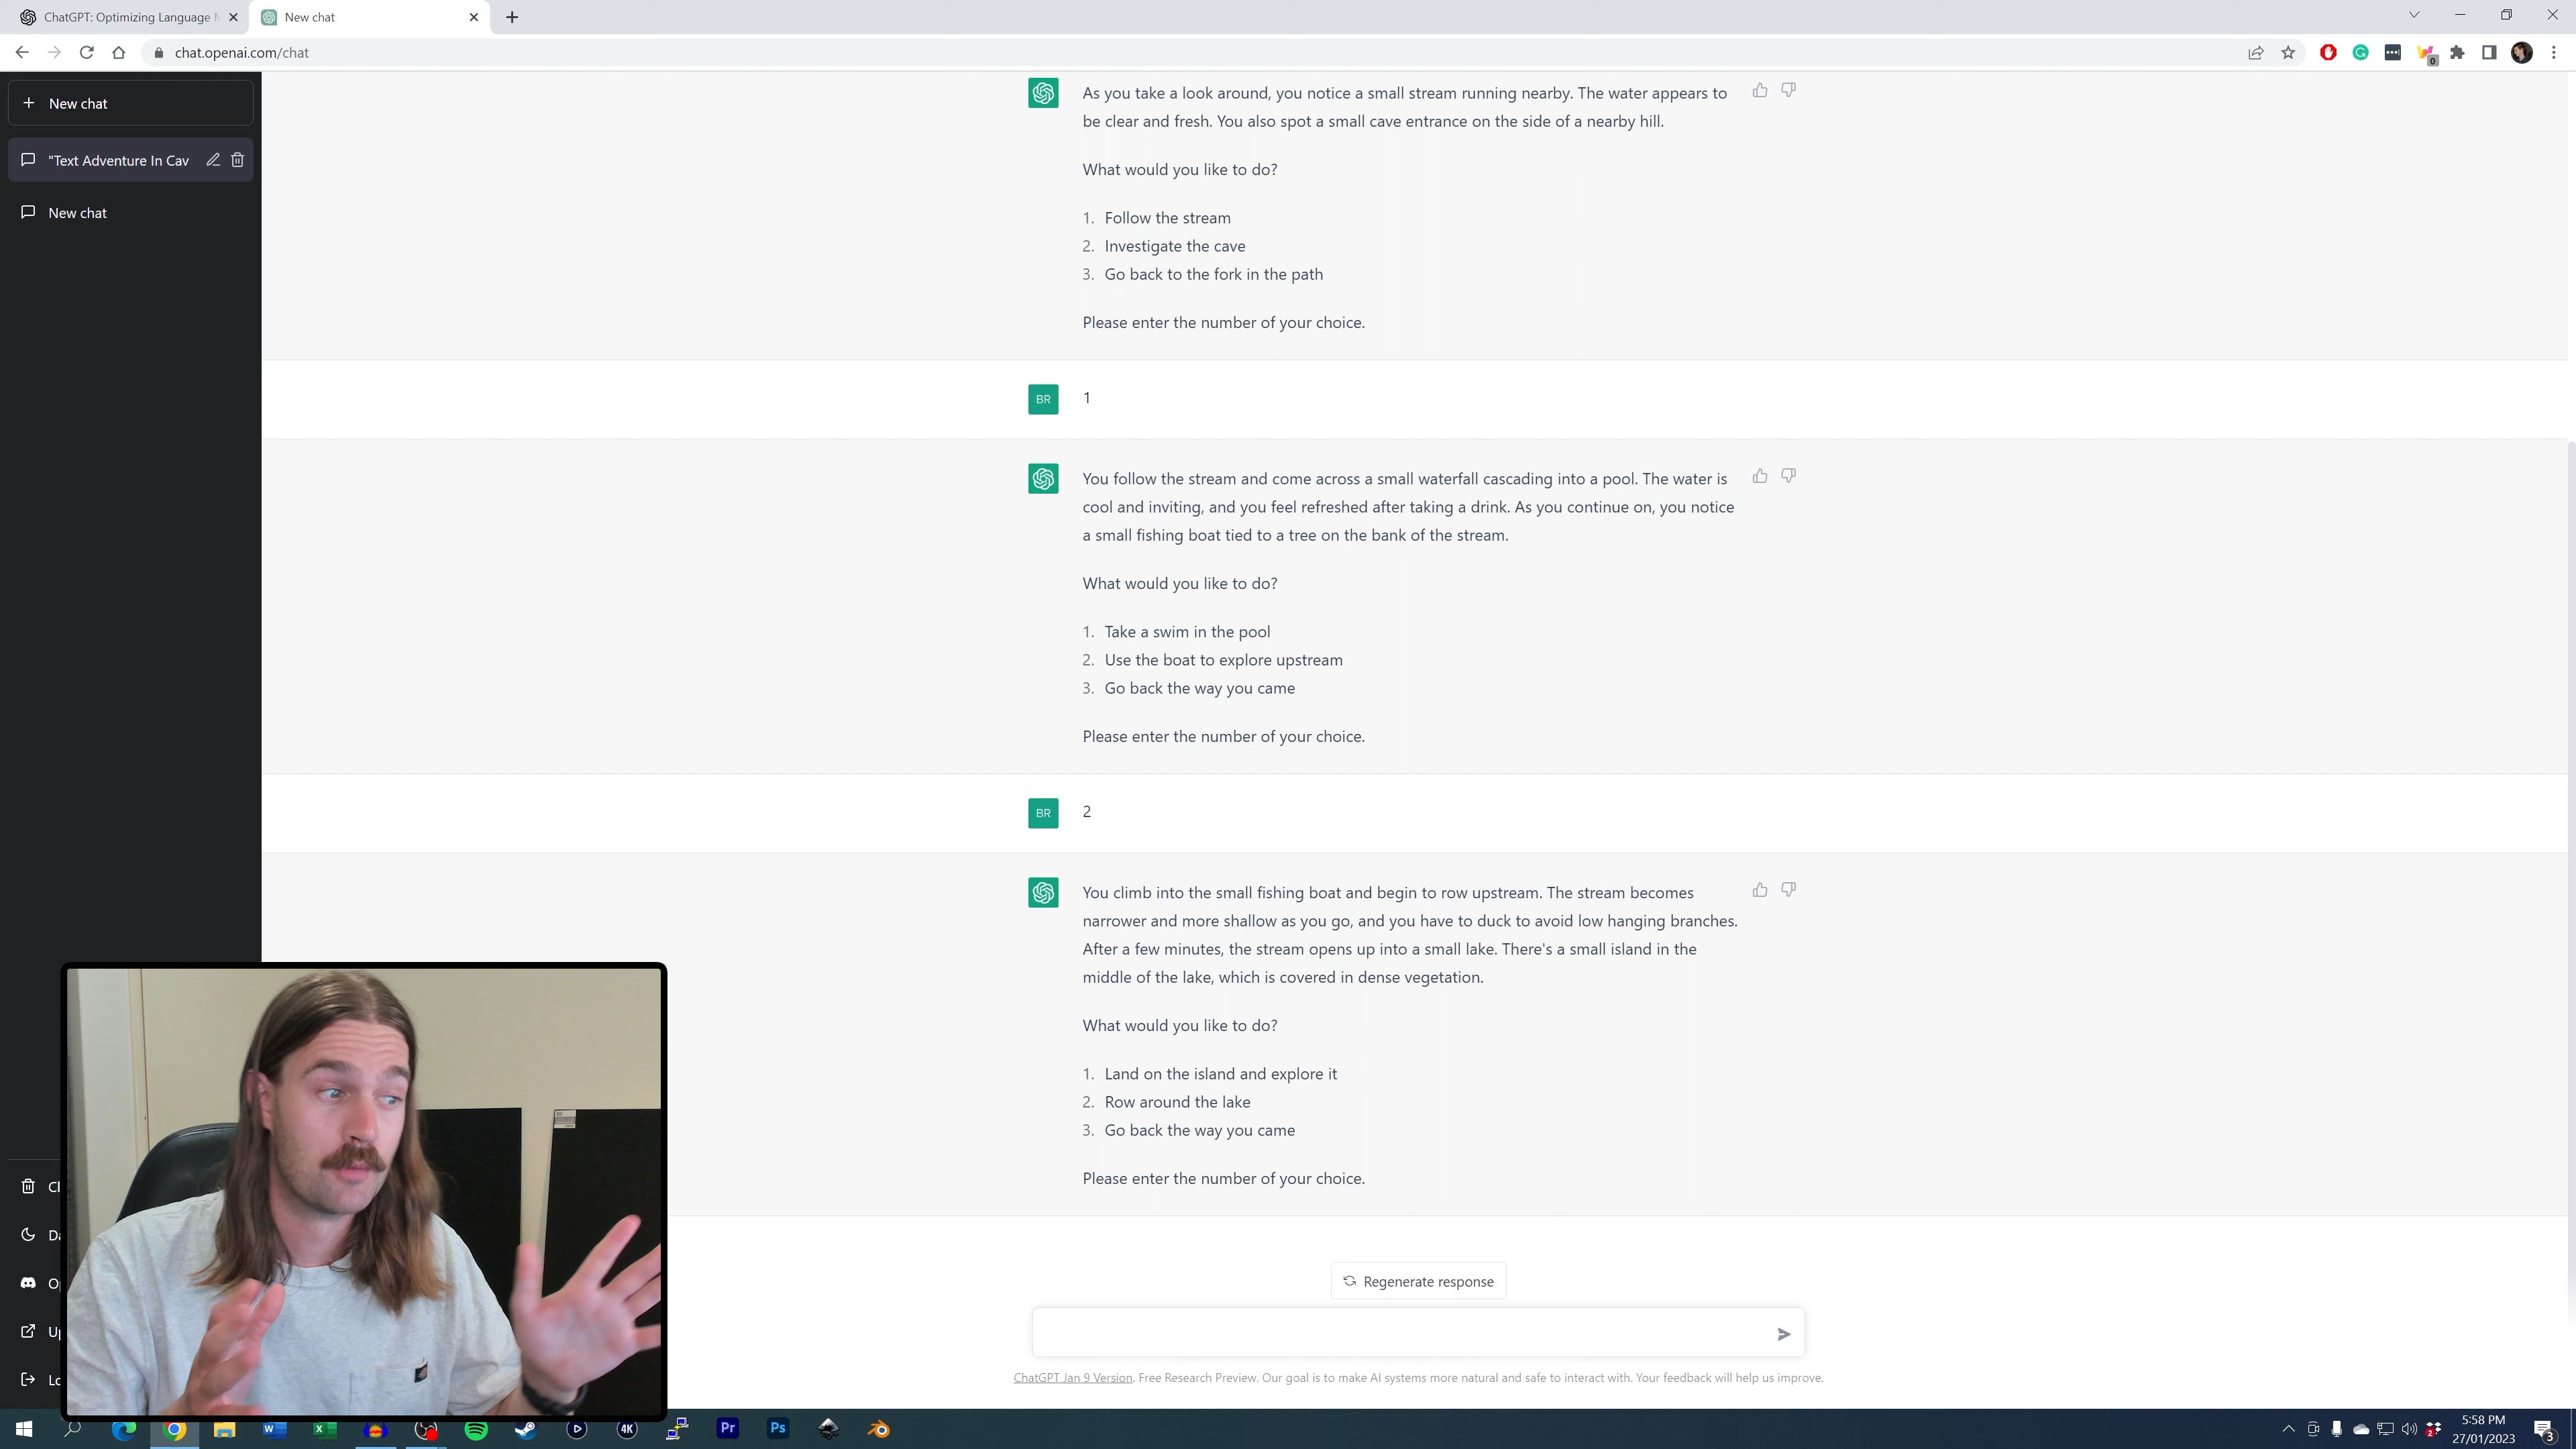 ChatGPT: Optimizing Language M
New chat
chat.openai.com/chat
0
New chat
"Text Adventure In Cav
New chat
As you take a look around, you notice a small stream running nearby. The water appears to
be clear and fresh. You also spot a small cave entrance on the side of a nearby hill.
What would you like to do?
1. Follow the stream
2. Investigate the cave
3. Go back to the fork in the path
Please enter the number of your choice.
BR 1
You follow the stream and come across a small waterfall cascading into a pool. The water is
cool and inviting, and you feel refreshed after taking a drink. As you continue on, you notice
a small fishing boat tied to a tree on the bank of the stream.
What would you like to do?
1. Take a swim in the pool
2. Use the boat to explore upstream
3. Go back the way you came
Please enter the number of your choice.
BR 2
You climb into the small fishing boat and begin to row upstream. The stream becomes
narrower and more shallow as you go, and you have to duck to avoid low hanging branches.
After a few minutes, the stream opens up into a small lake. There's a small island in the
middle of the lake, which is covered in dense vegetation.
What would you like to do?
1. Land on the island and explore it
2. Row around the lake
3. Go back the way you came
Please enter the number of your choice.
Cl
Da
Op
Up
Lo
Regenerate response
ChatGPT Jan 9 Version. Free Research Preview. Our goal is to make AI systems more natural and safe to interact with. Your feedback will help us improve.
4K
Pr
Ps
2
5:58 PM
27/01/2023
3